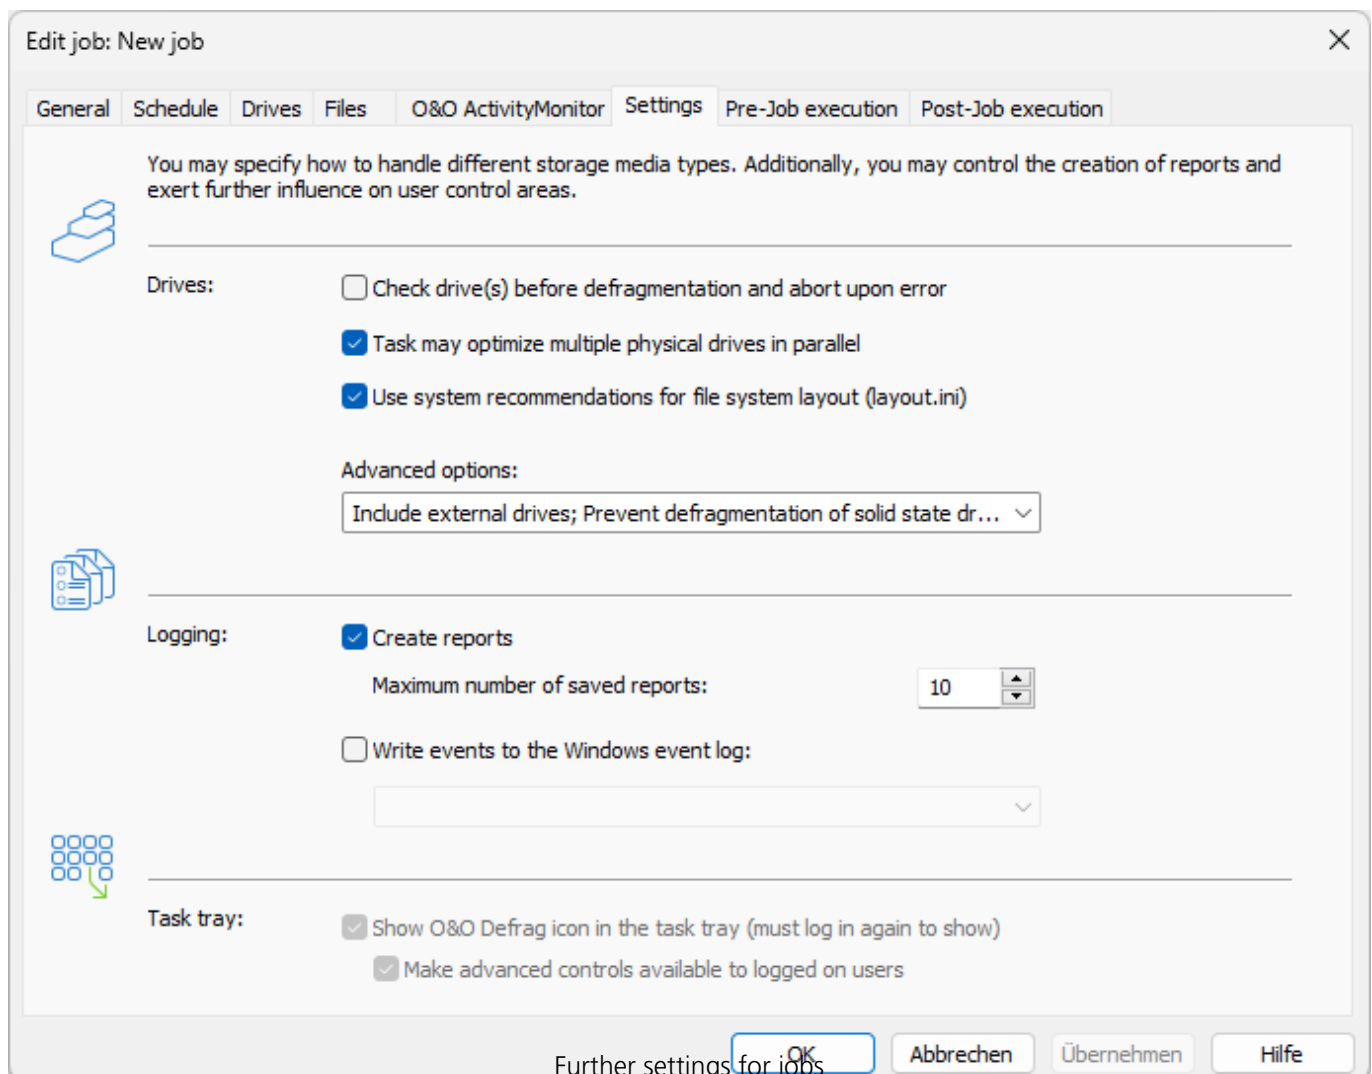 Edit job: New job
General Schedule Drives Files O&O ActivityMonitor Settings Pre-Job execution Post-Job execution
You may specify how to handle different storage media types. Additionally, you may control the creation of reports and
exert further influence on user control areas.
Drives:
Check drive(s) before defragmentation and abort upon error
Task may optimize multiple physical drives in parallel
Use system recommendations for file system layout (layout.ini)
Advanced options:
Include external drives; Prevent defragmentation of solid state dr...
Logging:
Create reports
Maximum number of saved reports: 10
Write events to the Windows event log:
Task tray:
Show O&O Defrag icon in the task tray (must log in again to show)
Make advanced controls available to logged on users
OK Abbrechen Übernehmen Hilfe
Further settings for jobs